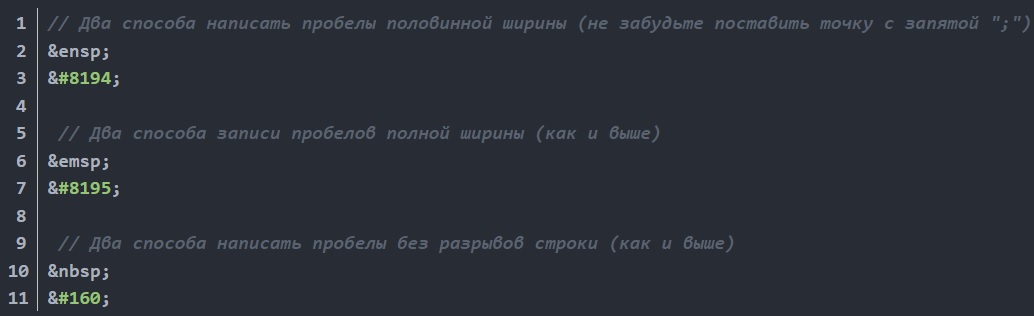 1 // Два способа написать пробелы половинной ширины (не забудьте поставить точку с запятой ";")
2 &ensp;
3 &#8194;
4
5 // Два способа записи пробелов полной ширины (как и выше)
6 &emsp;
7 &#8195;
8
9 // Два способа написать пробелы без разрывов строки (как и выше)
10 &nbsp;
11 &#160;